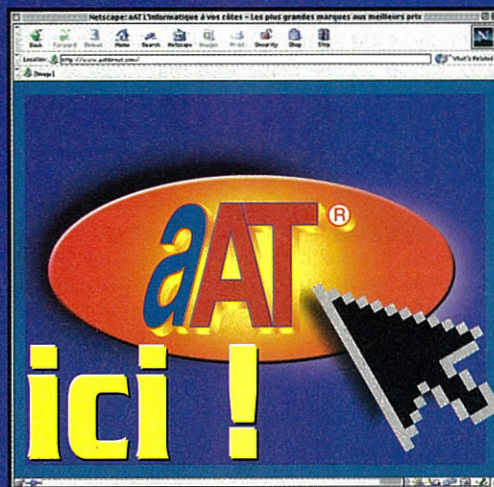 Netscape: aAT L'Informatique à vos côtes - Les plus grandes marques aux meilleurs prix
Back Forward Reload Home Search Netscape Images Print Security Shop Stop
Location: What's Related
[Image]
aAT®
ici !